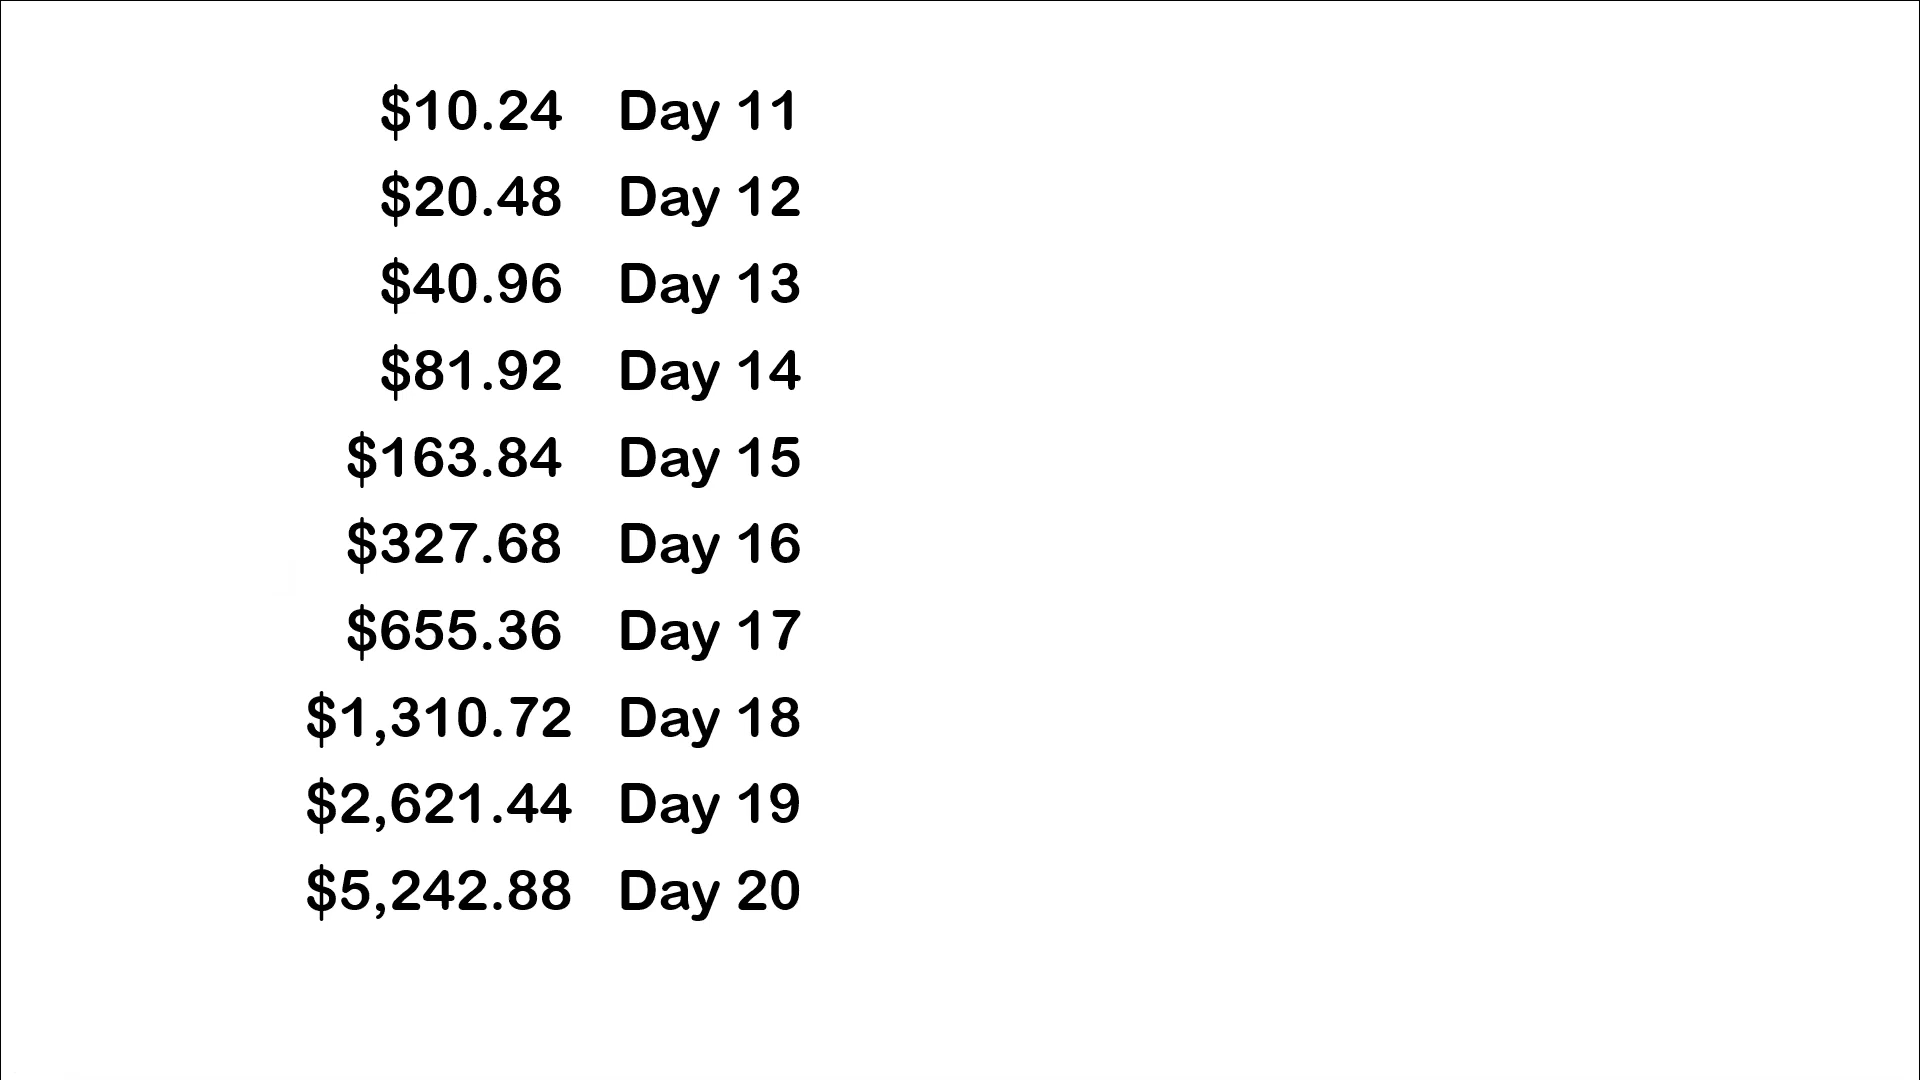 $10.24 Day 11
$20.48 Day 12
$40.96 Day 13
$81.92 Day 14
$163.84 Day 15
$327.68 Day 16
$655.36 Day 17
$1,310.72 Day 18
$2,621.44 Day 19
$5,242.88 Day 20